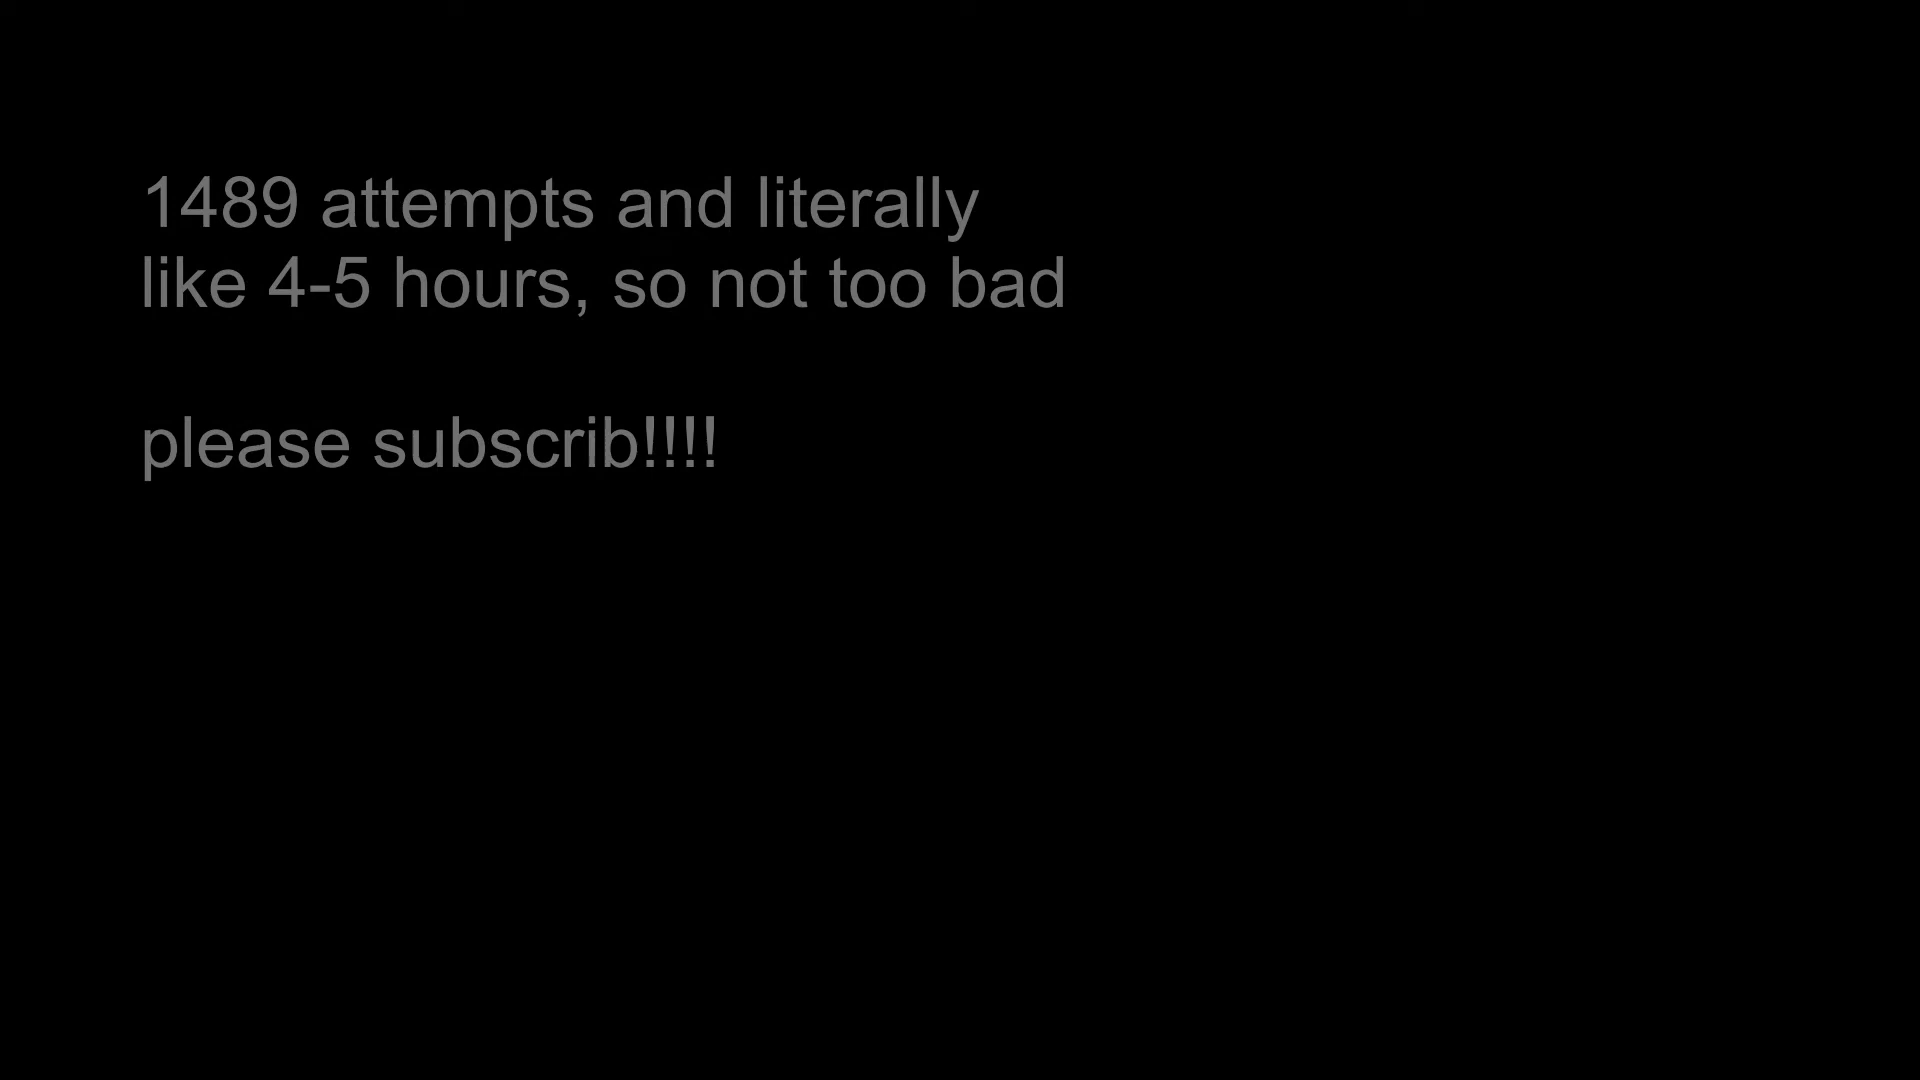 1489 attempts and literally
like 4-5 hours, so not too bad
please subscrib!!!!